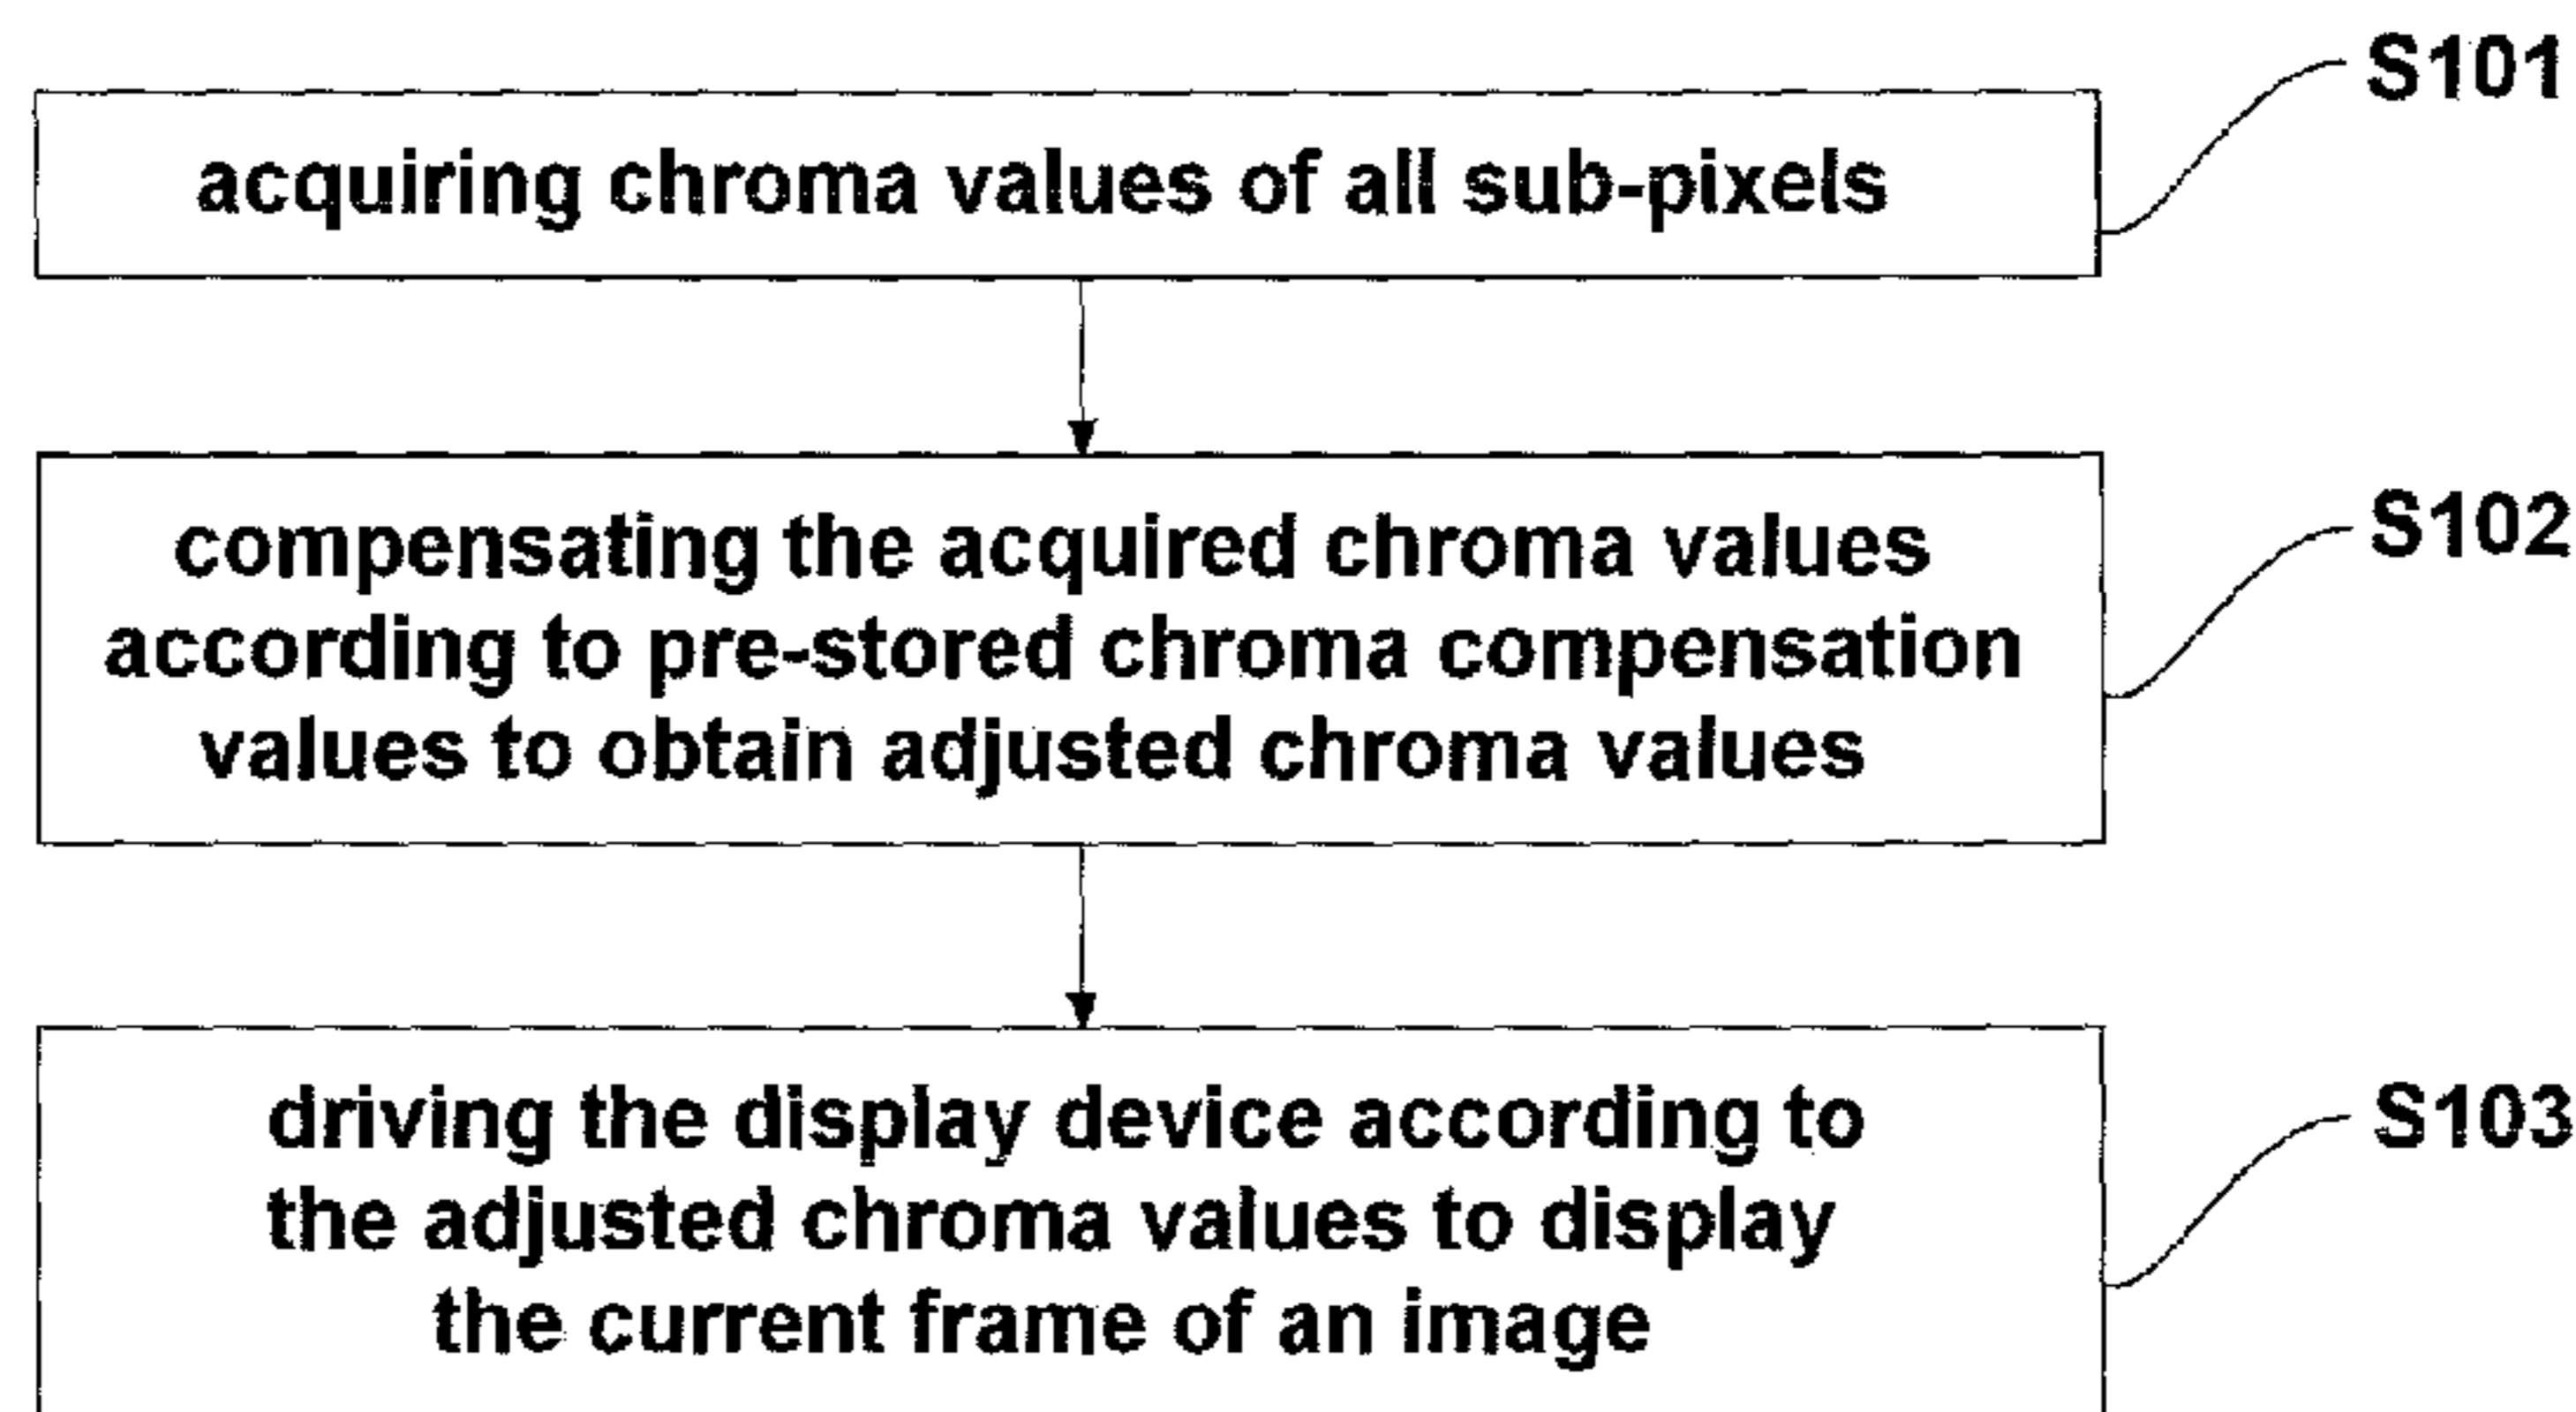 S101
acquiring chroma values of all sub-pixels
S102
compensating the acquired chroma values
according to pre-stored chroma compensation
values to obtain adjusted chroma values
S103
driving the display device according to
the adjusted chroma values to display
the current frame of an image